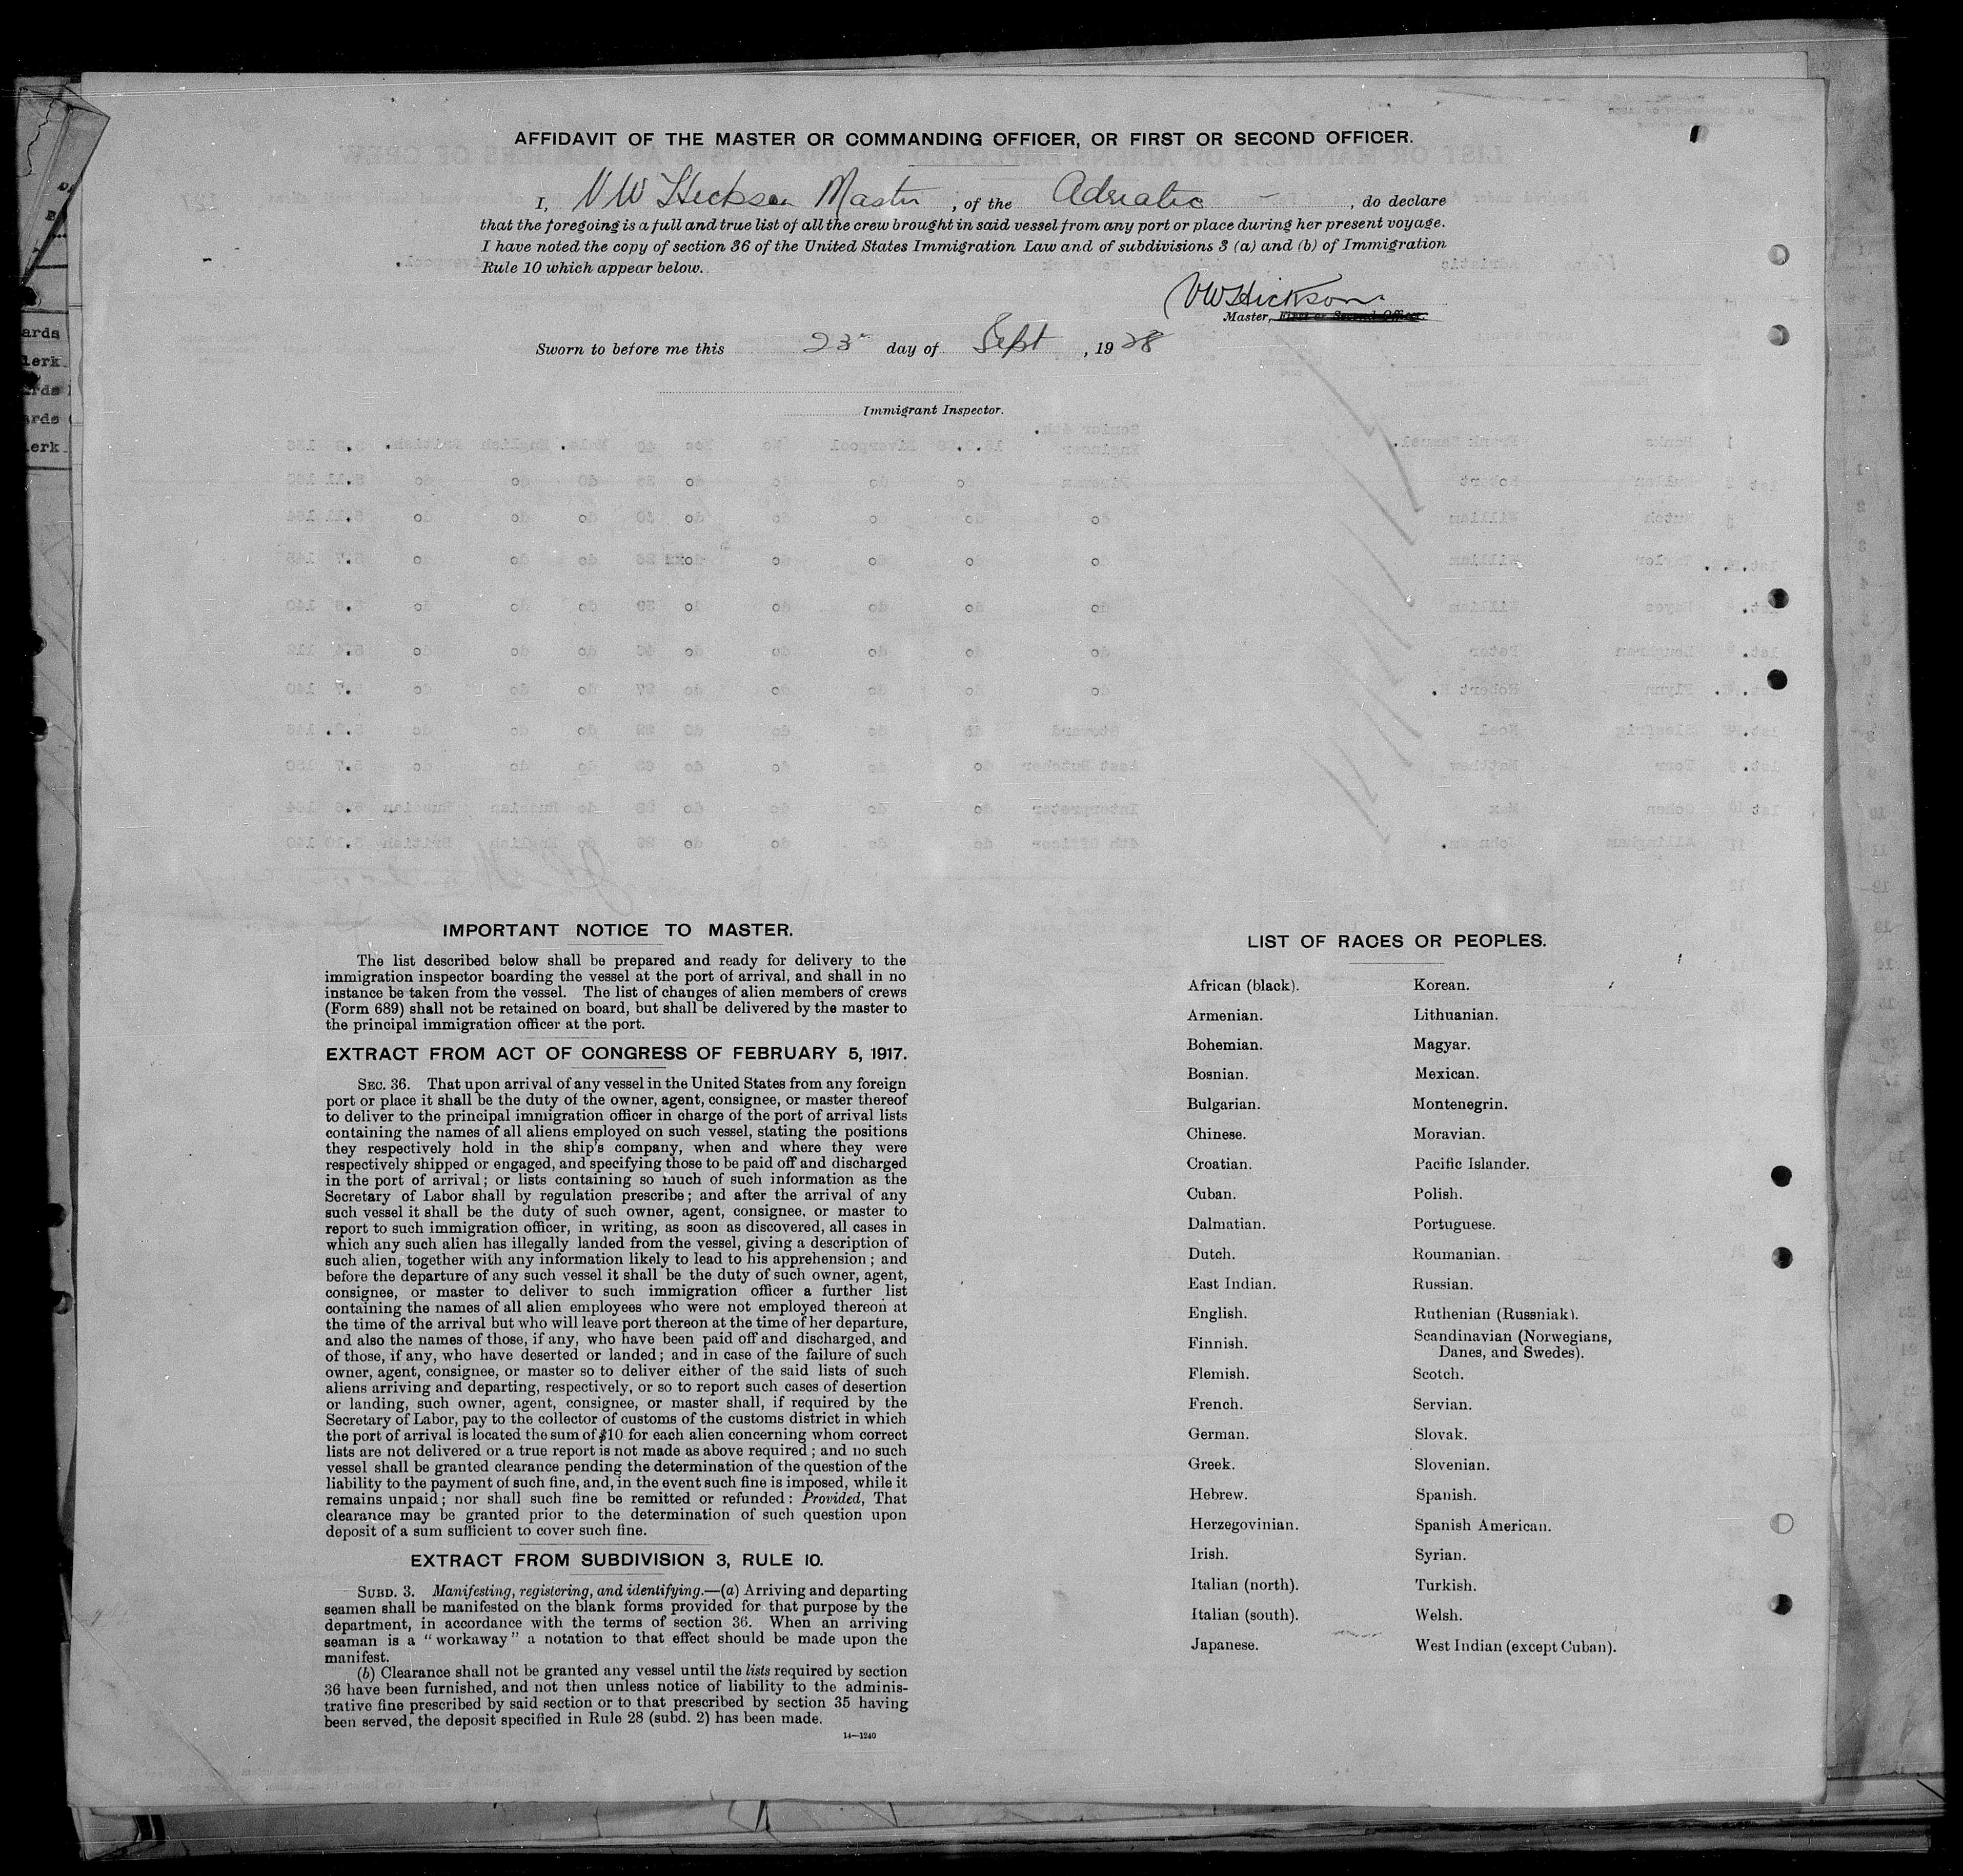 AFFIDAVIT OF THE MASTER OR COMMANDING OFFICER, OR FIRST OR SECOND OFFICER.
I, V W Hickson Master, of the Adriatic, do declare
that the foregoing is a full and true list of all the crew brought in said vessel from any port or place during her present voyage.
I have noted the copy of section 36 of the United States Immigration Law and of subdivisions 3 (a) and (b) of Immigration
Rule 10 which appear below.
VW Hickson
Master, First or Second Officer.
Sworn to before me this 23 day of Sept, 1928
Immigrant Inspector.
IMPORTANT NOTICE TO MASTER.
The list described below shall be prepared and ready for delivery to the
immigration inspector boarding the vessel at the port of arrival, and shall in no
instance be taken from the vessel. The list of changes of alien members of crews
(Form 689) shall not be retained on board, but shall be delivered by the master to
the principal immigration officer at the port.
EXTRACT FROM ACT OF CONGRESS OF FEBRUARY 5, 1917.
SEC. 36. That upon arrival of any vessel in the United States from any foreign
port or place it shall be the duty of the owner, agent, consignee, or master thereof
to deliver to the principal immigration officer in charge of the port of arrival lists
containing the names of all aliens employed on such vessel, stating the positions
they respectively hold in the ship's company, when and where they were
respectively shipped or engaged, and specifying those to be paid off and discharged
in the port of arrival; or lists containing so much of such information as the
Secretary of Labor shall by regulation prescribe; and after the arrival of any
such vessel it shall be the duty of such owner, agent, consignee, or master to
report to such immigration officer, in writing, as soon as discovered, all cases in
which any such alien has illegally landed from the vessel, giving a description of
such alien, together with any information likely to lead to his apprehension; and
before the departure of any such vessel it shall be the duty of such owner, agent,
consignee, or master to deliver to such immigration officer a further list
containing the names of all alien employees who were not employed thereon at
the time of the arrival but who will leave port thereon at the time of her departure,
and also the names of those, if any, who have been paid off and discharged, and
of those, if any, who have deserted or landed; and in case of the failure of such
owner, agent, consignee, or master so to deliver either of the said lists of such
aliens arriving and departing, respectively, or so to report such cases of desertion
or landing, such owner, agent, consignee, or master shall, if required by the
Secretary of Labor, pay to the collector of customs of the customs district in which
the port of arrival is located the sum of $10 for each alien concerning whom correct
lists are not delivered or a true report is not made as above required; and no such
vessel shall be granted clearance pending the determination of the question of the
liability to the payment of such fine, and, in the event such fine is imposed, while it
remains unpaid; nor shall such fine be remitted or refunded: Provided, That
clearance may be granted prior to the determination of such question upon
deposit of a sum sufficient to cover such fine.
EXTRACT FROM SUBDIVISION 3, RULE 10.
SUBD. 3. Manifesting, registering, and identifying.—(a) Arriving and departing
seamen shall be manifested on the blank forms provided for that purpose by the
department, in accordance with the terms of section 36. When an arriving
seaman is a "workaway" a notation to that effect should be made upon the
manifest.
(b) Clearance shall not be granted any vessel until the lists required by section
36 have been furnished, and not then unless notice of liability to the adminis-
trative fine prescribed by said section or to that prescribed by section 35 having
been served, the deposit specified in Rule 28 (subd. 2) has been made.
14—1240
LIST OF RACES OR PEOPLES.
African (black). Korean.
Armenian. Lithuanian.
Bohemian. Magyar.
Bosnian. Mexican.
Bulgarian. Montenegrin.
Chinese. Moravian.
Croatian. Pacific Islander.
Cuban. Polish.
Dalmatian. Portuguese.
Dutch. Roumanian.
East Indian. Russian.
English. Ruthenian (Russniak).
Finnish. Scandinavian (Norwegians,
Danes, and Swedes).
Flemish. Scotch.
French. Servian.
German. Slovak.
Greek. Slovenian.
Hebrew. Spanish.
Herzegovinian. Spanish American.
Irish. Syrian.
Italian (north). Turkish.
Italian (south). Welsh.
Japanese. West Indian (except Cuban).